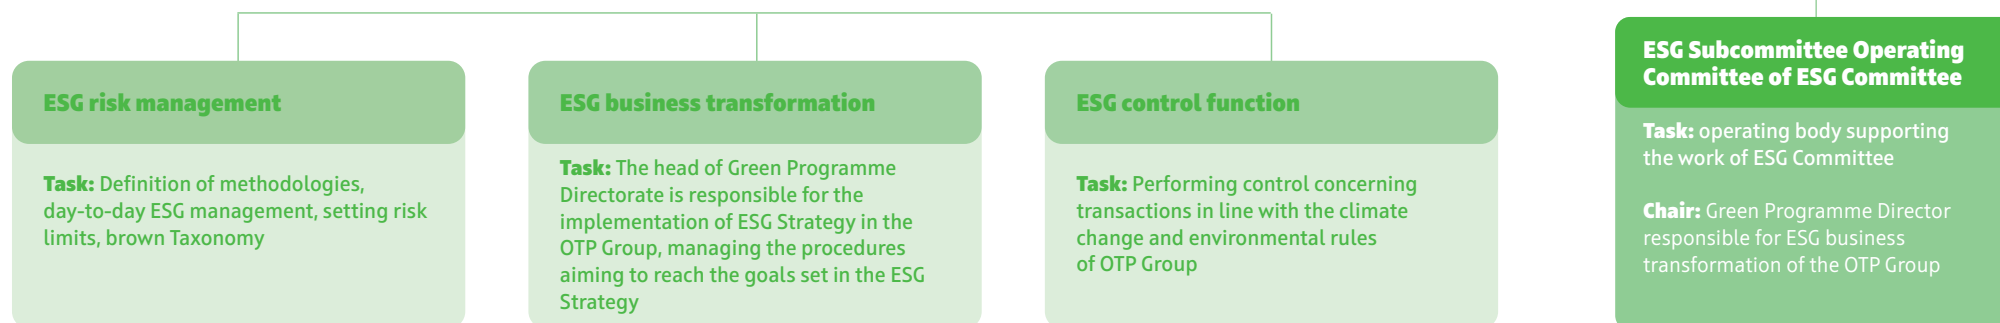 ESG risk management
Task: Definition of methodologies,
day-to-day ESG management, setting risk
limits, brown Taxonomy
ESG business transformation
Task: The head of Green Programme
Directorate is responsible for the
implementation of ESG Strategy in the
OTP Group, managing the procedures
aiming to reach the goals set in the ESG
Strategy
ESG control function
Task: Performing control concerning
transactions in line with the climate
change and environmental rules
of OTP Group
ESG Subcommittee Operating
Committee of ESG Committee
Task: operating body supporting
the work of ESG Committee
Chair: Green Programme Director
responsible for ESG business
transformation of the OTP Group